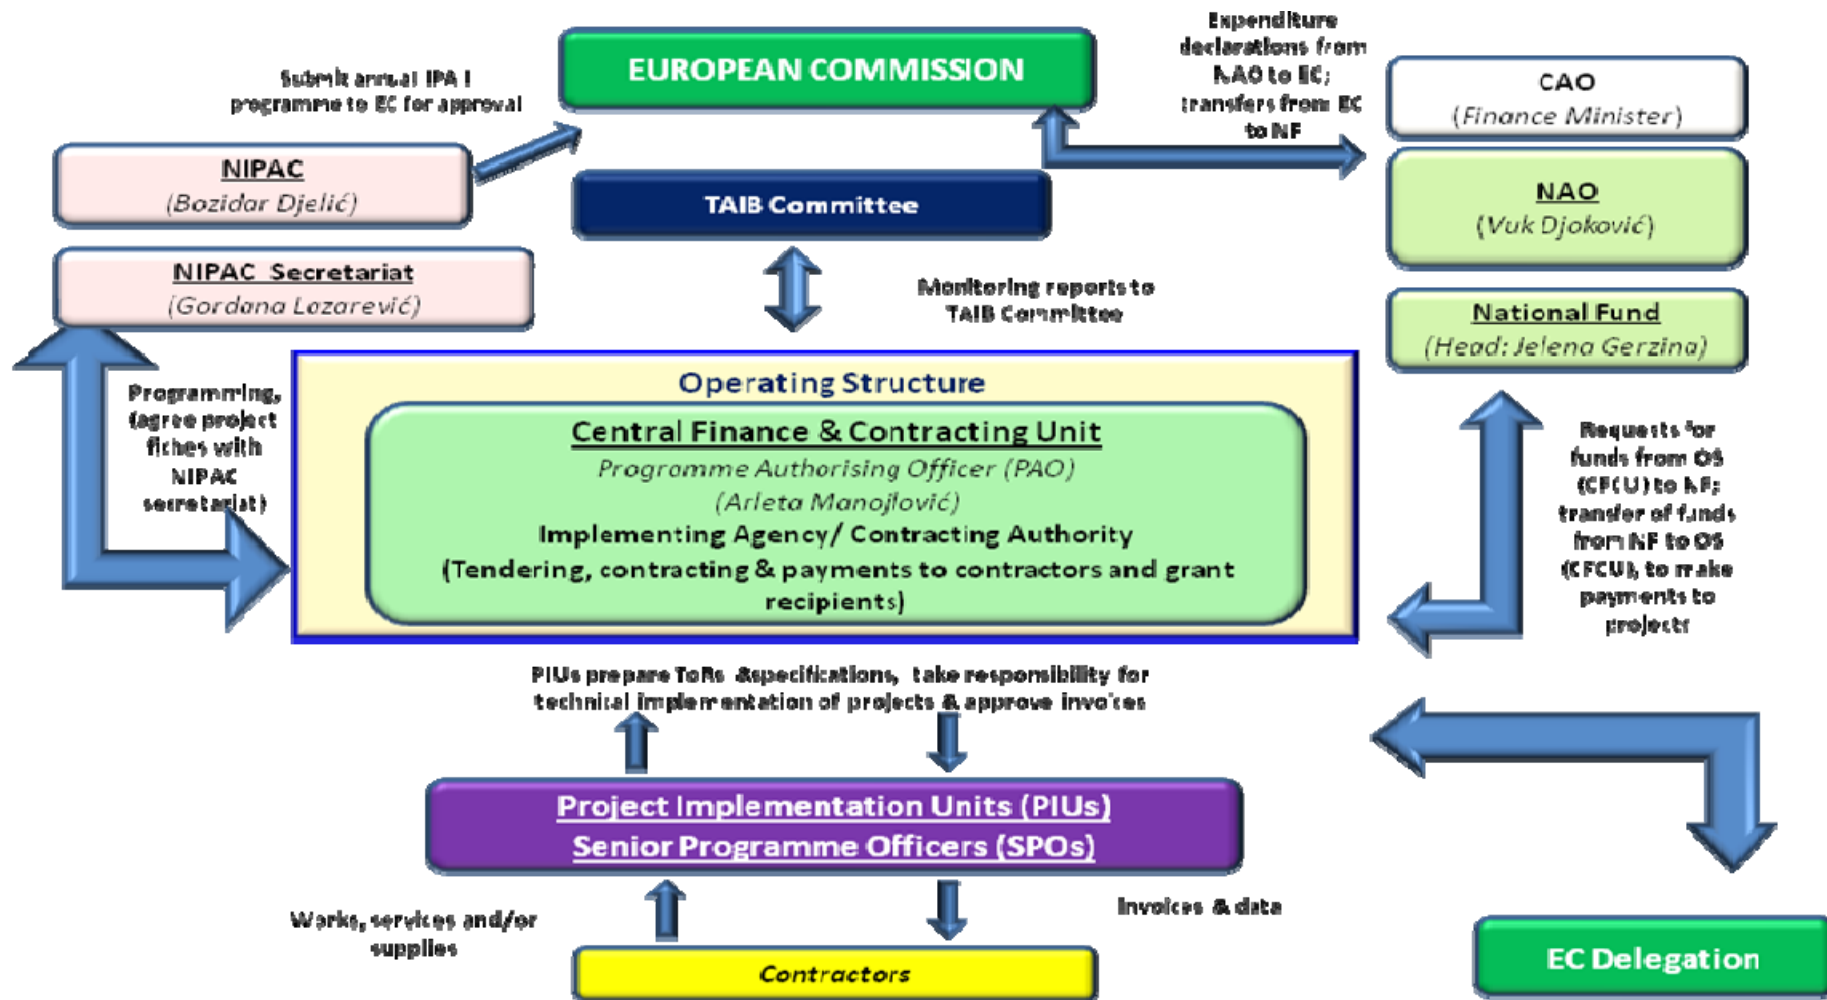 Submit annual IPA I
programme to EC for approval
EUROPEAN COMMISSION
Expenditure
declarations from
NAO to EC;
transfers from EC
to NF
CAO
(Finance Minister)
NIPAC
(Bozidar Djelić)
TAIB Committee
NAO
(Vuk Djoković)
NIPAC Secretariat
(Gordana Lazarević)
Monitoring reports to
TAIB Committee
National Fund
(Head: Jelena Gerzina)
Programming,
(agree project
fiches with
NIPAC
secretariat)
Operating Structure
Central Finance & Contracting Unit
Programme Authorising Officer (PAO)
(Arleta Manojlović)
Implementing Agency/ Contracting Authority
(Tendering, contracting & payments to contractors and grant
recipients)
Requests for
funds from OS
(CFCU) to NF;
transfer of funds
from NF to OS
(CFCU), to make
payments to
projects
PIUs prepare ToRs &specifications, take responsibility for
technical implementation of projects & approve invoices
Project Implementation Units (PIUs)
Senior Programme Officers (SPOs)
Works, services and/or
supplies
Invoices & data
Contractors
EC Delegation